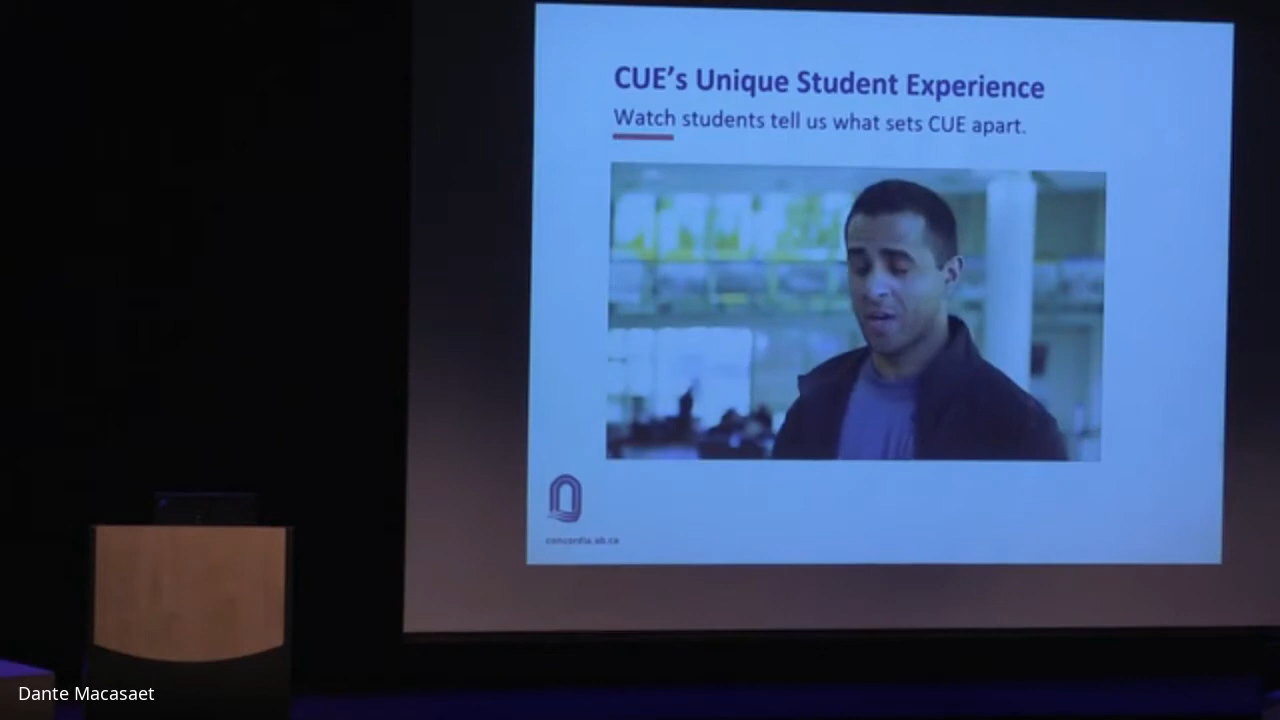 CUE's Unique Student Experience
Watch students tell us what sets CUE apart.
concordia.ab.ca
Dante Macasaet